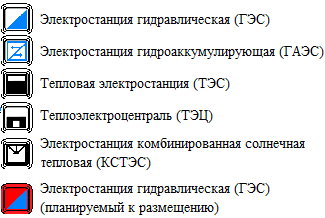 Электростанция гидравлическая (ГЭС)
Электростанция гидроаккумулирующая (ГАЭС)
Тепловая электростанция (ТЭС)
Теплоэлектроцентраль (ТЭЦ)
Электростанция комбинированная солнечная
тепловая (КСТЭС)
Электростанция гидравлическая (ГЭС)
(планируемый к размещению)